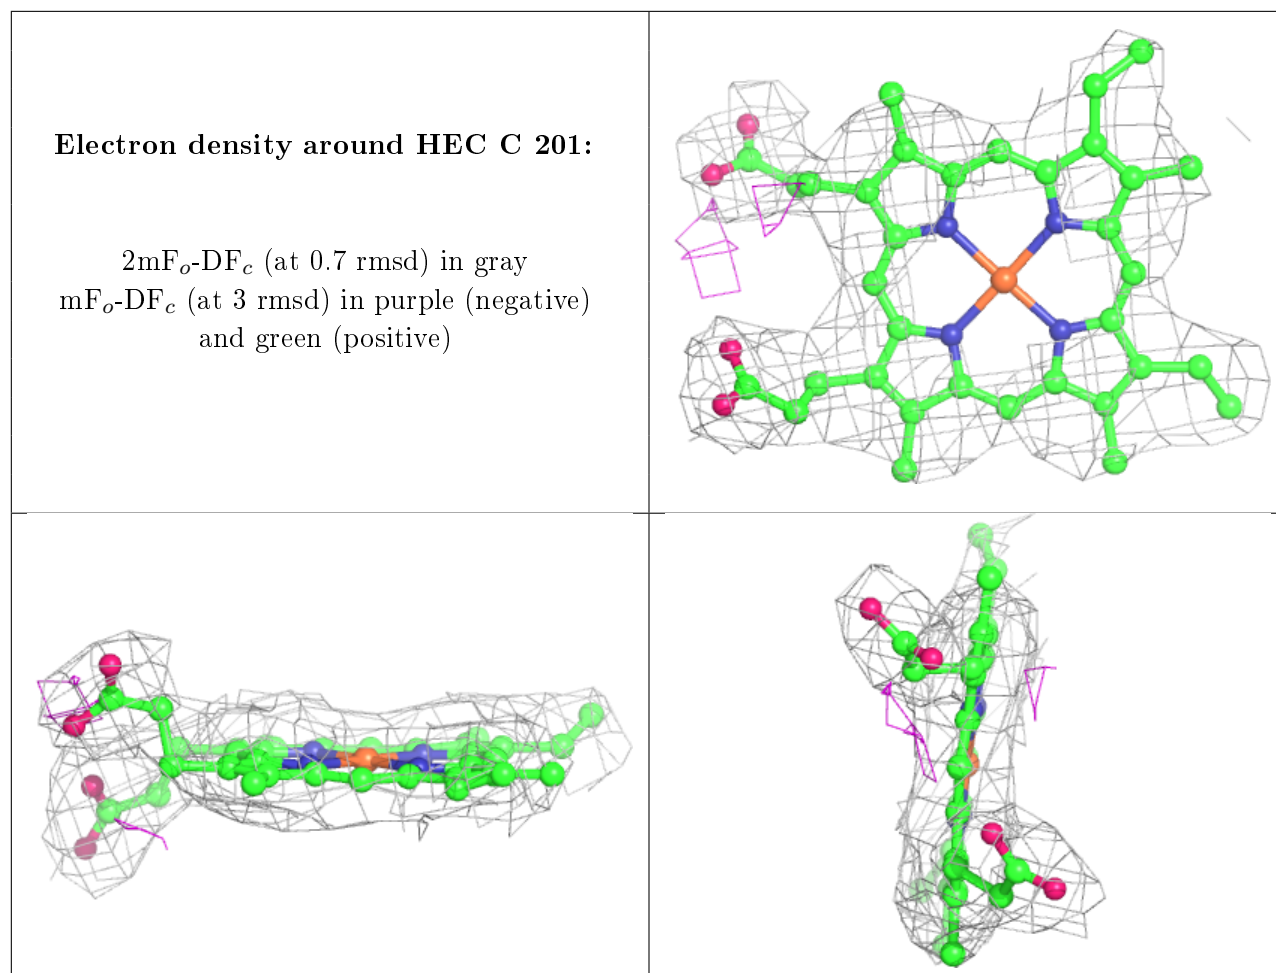 Electron density around HEC C 201:
2mFo-DFc (at 0.7 rmsd) in gray
mFo-DFc (at 3 rmsd) in purple (negative)
and green (positive)